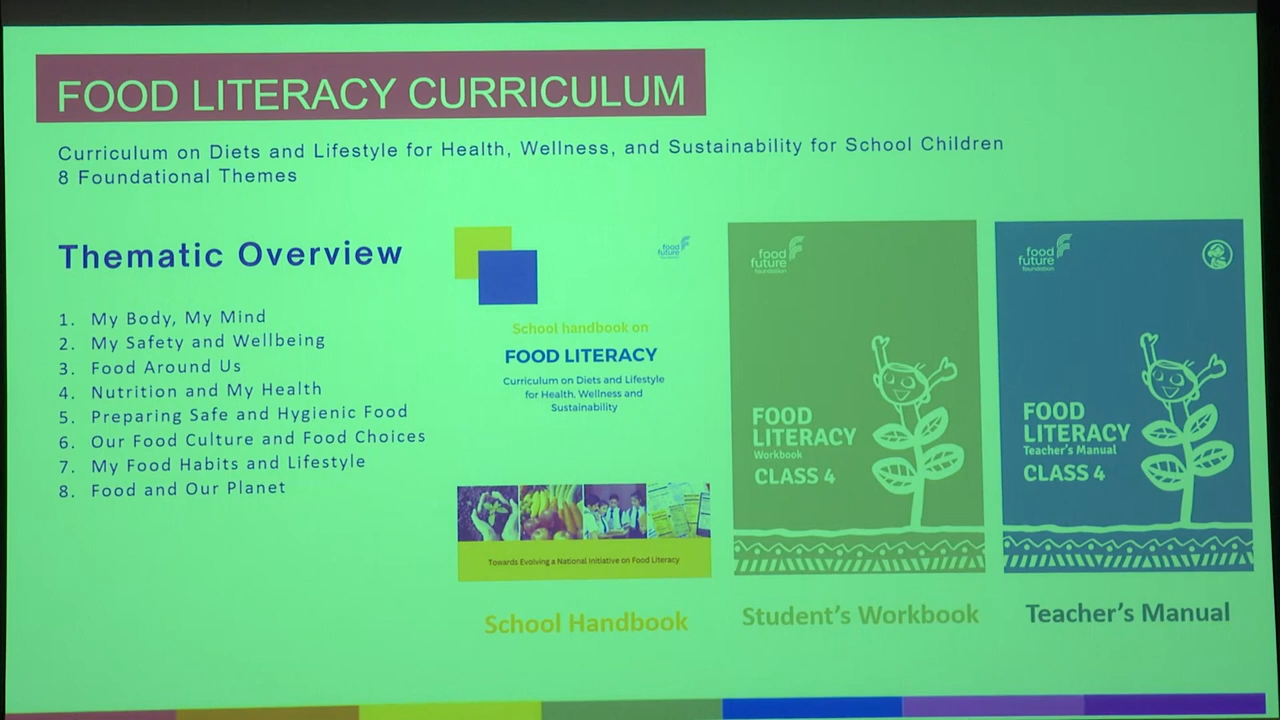 FOOD LITERACY CURRICULUM
Curriculum on Diets and Lifestyle for Health, Wellness, and Sustainability for School Children
8 Foundational Themes
Thematic Overview
1. My Body, My Mind
2. My Safety and Wellbeing
3. Food Around Us
4. Nutrition and My Health
5. Preparing Safe and Hygienic Food
6. Our Food Culture and Food Choices
7. My Food Habits and Lifestyle
8. Food and Our Planet
food
future
foundation
School handbook on
FOOD LITERACY
Curriculum on Diets and Lifestyle
for Health, Wellness and
Sustainability
Towards Evolving a National Initiative on Food Literacy
School Handbook
food
future
foundation
FOOD
LITERACY
Workbook
CLASS 4
Student's Workbook
food
future
foundation
FOOD
LITERACY
Teacher's Manual
CLASS 4
Teacher's Manual